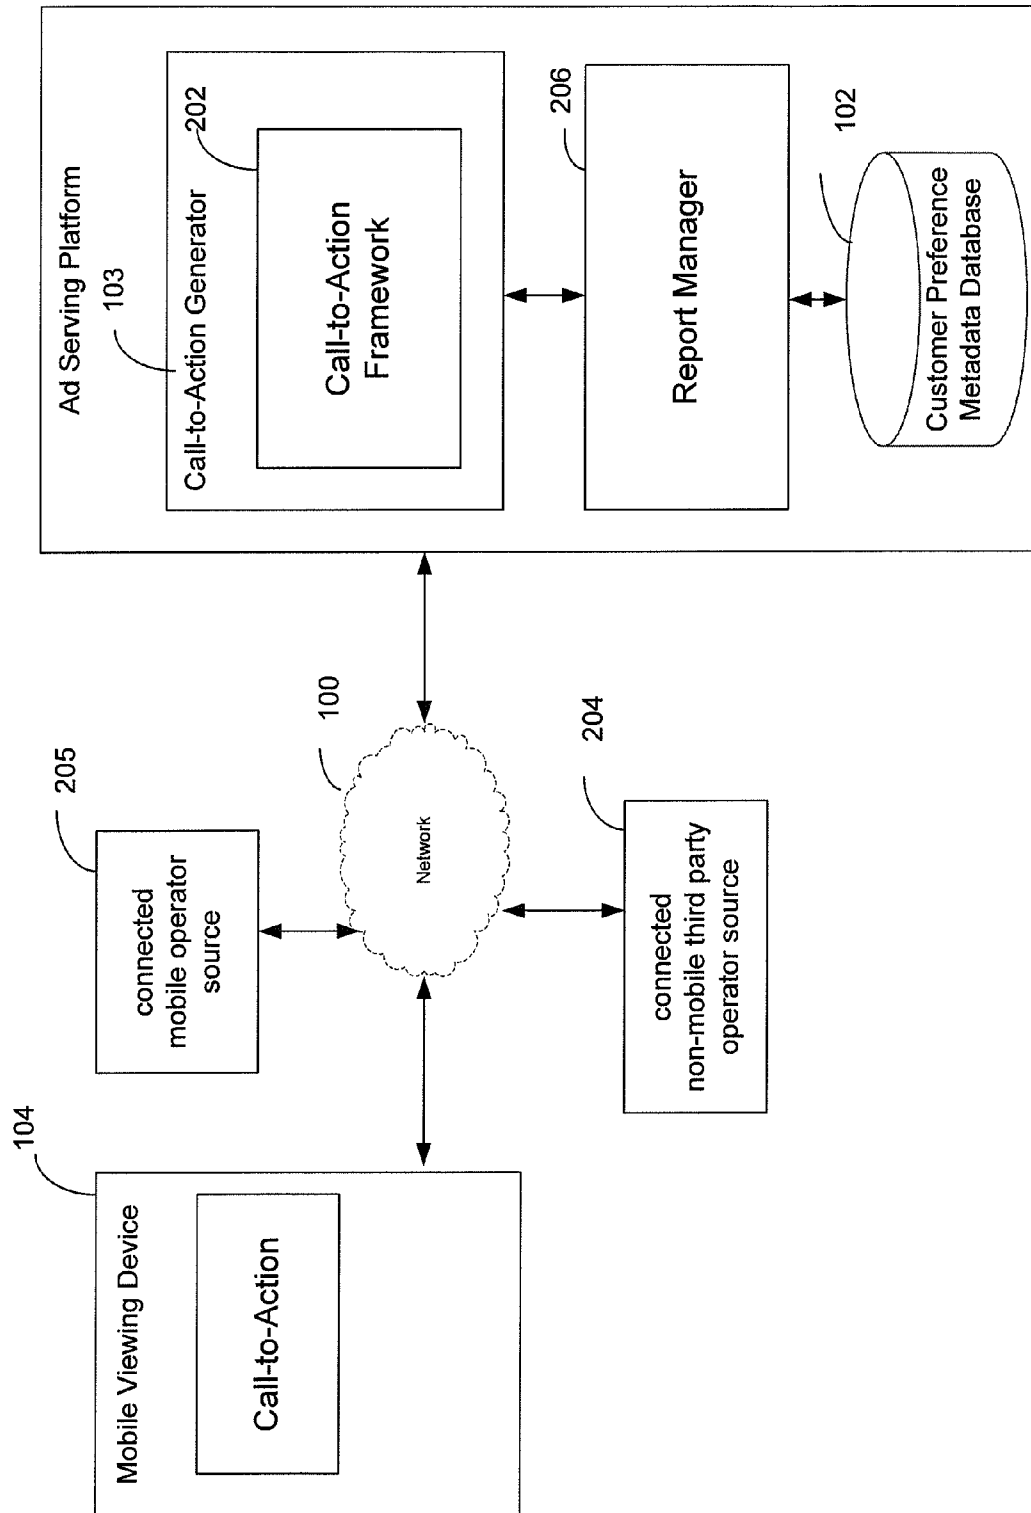 Mobile Viewing Device
104
Call-to-Action
205
connected
mobile operator
source
100
Network
204
connected
non-mobile third party
operator source
Ad Serving Platform
103
Call-to-Action Generator
202
Call-to-Action
Framework
206
Report Manager
102
Customer Preference
Metadata Database